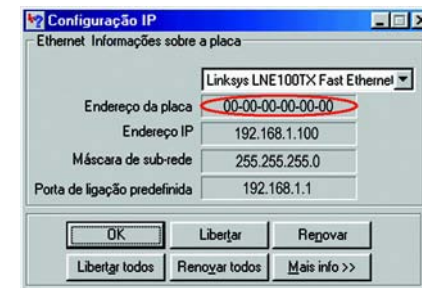 Configuração IP
Ethernet Informações sobre a placa
Linksys LNE100TX Fast Ethernet
Endereço da placa 00-00-00-00-00-00
Endereço IP 192.168.1.100
Máscara de sub-rede 255.255.255.0
Porta de ligação predefinida 192.168.1.1
OK Libertar Renovar
Libertar todos Renovar todos Mais info >>